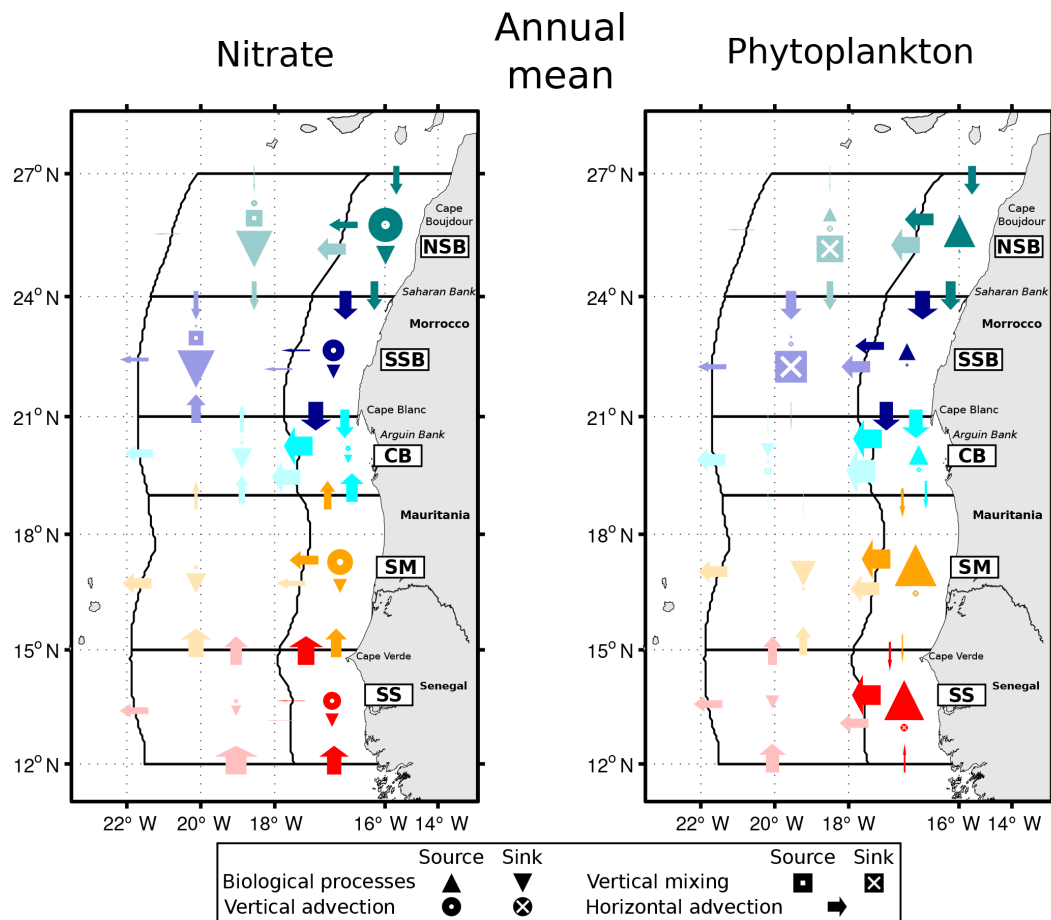 Nitrate
Annual
mean
Phytoplankton
27° N
24° N
21° N
18° N
15° N
12° N
22° W
20° W
18° W
16° W
14° W
Cape
Boujdour
NSB
Saharan Bank
Morrocco
SSB
Cape Blanc
Arguin Bank
CB
Mauritania
SM
Cape Verde
Senegal
SS
27° N
24° N
21° N
18° N
15° N
12° N
22° W
20° W
18° W
16° W
14° W
Cape
Boujdour
NSB
Saharan Bank
Morrocco
SSB
Cape Blanc
Arguin Bank
CB
Mauritania
SM
Cape Verde
Senegal
SS
Source Sink Source Sink
Biological processes Vertical mixing
Vertical advection Horizontal advection